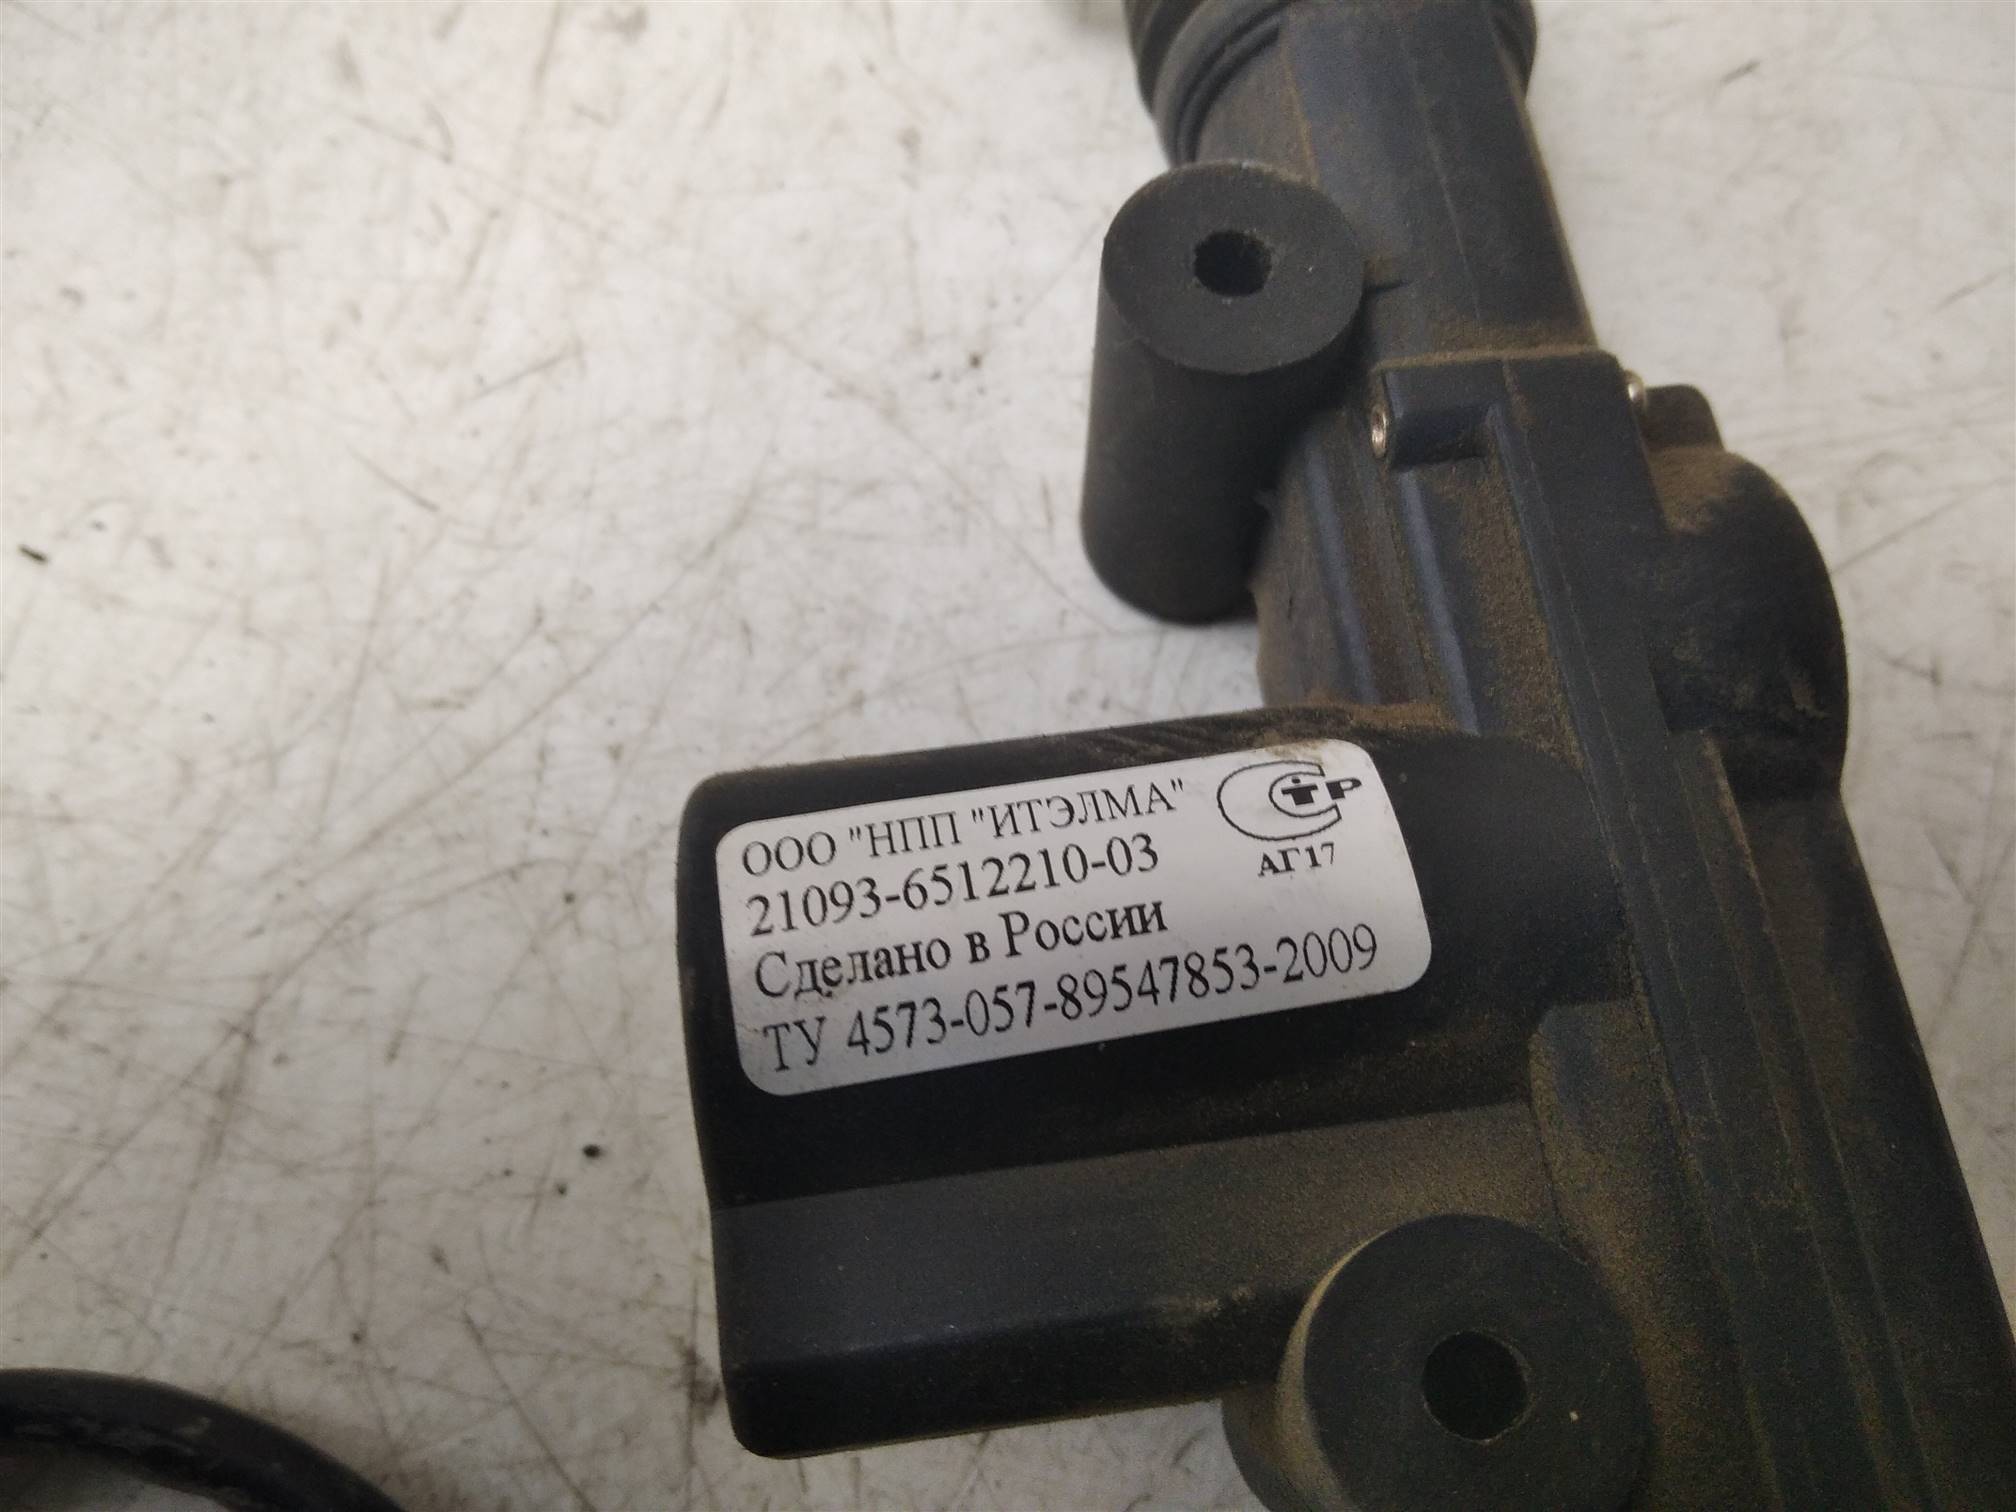 ООО "НПП "ИТЭЛМА"
21093-6512210-03
АГ17
Сделано в России
ТУ 4573-057-89547853-2009